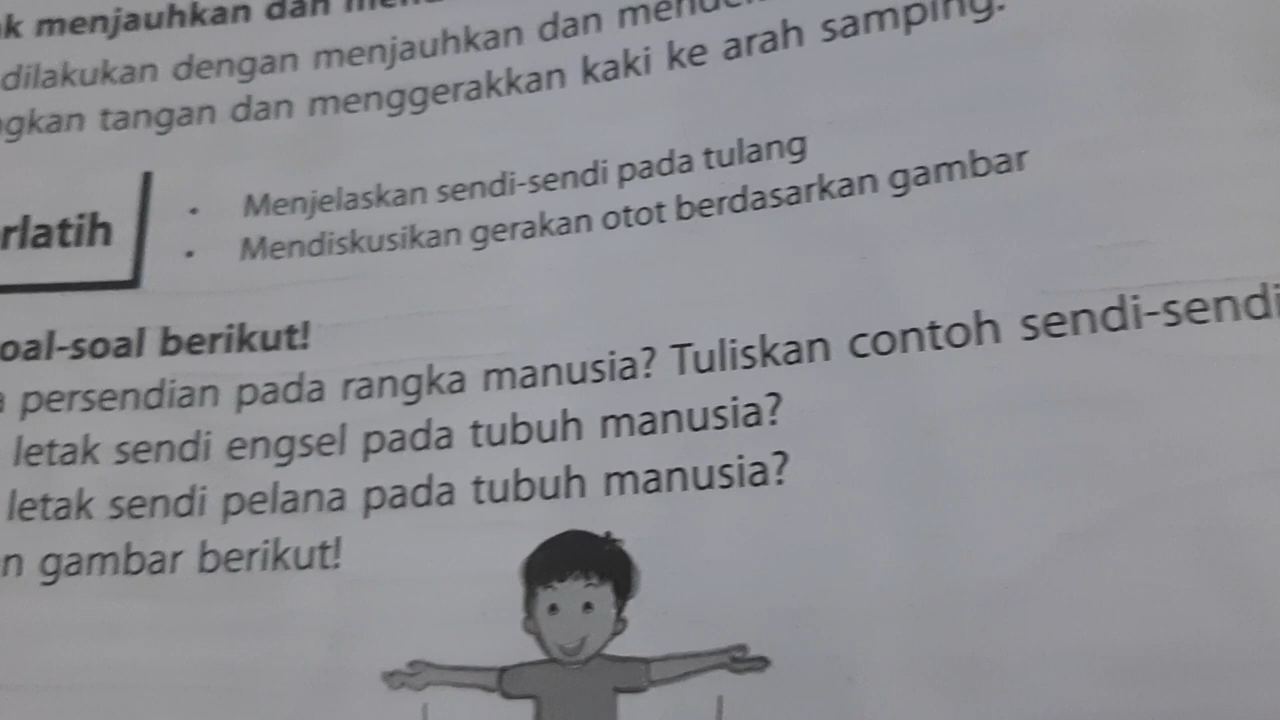 menjauhkan dan
dilakukan dengan menjauhkan dan
tangan dan menggerakkan kaki ke arah samping.
rlatih
• Menjelaskan sendi-sendi pada tulang
• Mendiskusikan gerakan otot berdasarkan gambar
oal-soal berikut!
persendian pada rangka manusia? Tuliskan contoh sendi-sendi
letak sendi engsel pada tubuh manusia?
letak sendi pelana pada tubuh manusia?
n gambar berikut!